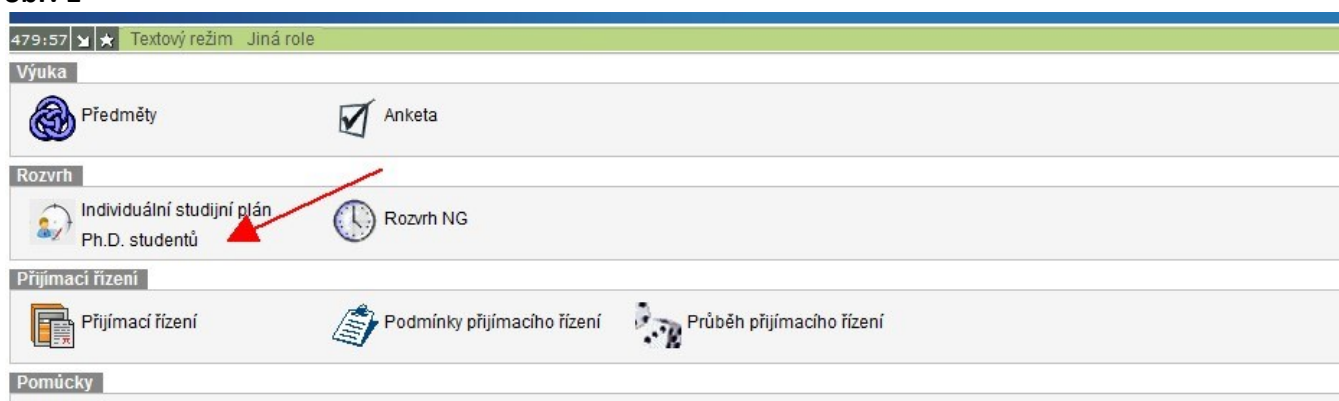 479:57 Textový režim Jiná role
Výuka
Předměty Anketa
Rozvrh
Individuální studijní plán
Ph.D. studentů Rozvrh NG
Přijímací řízení
Přijímací řízení Podmínky přijímacího řízení Průběh přijímacího řízení
Pomůcky